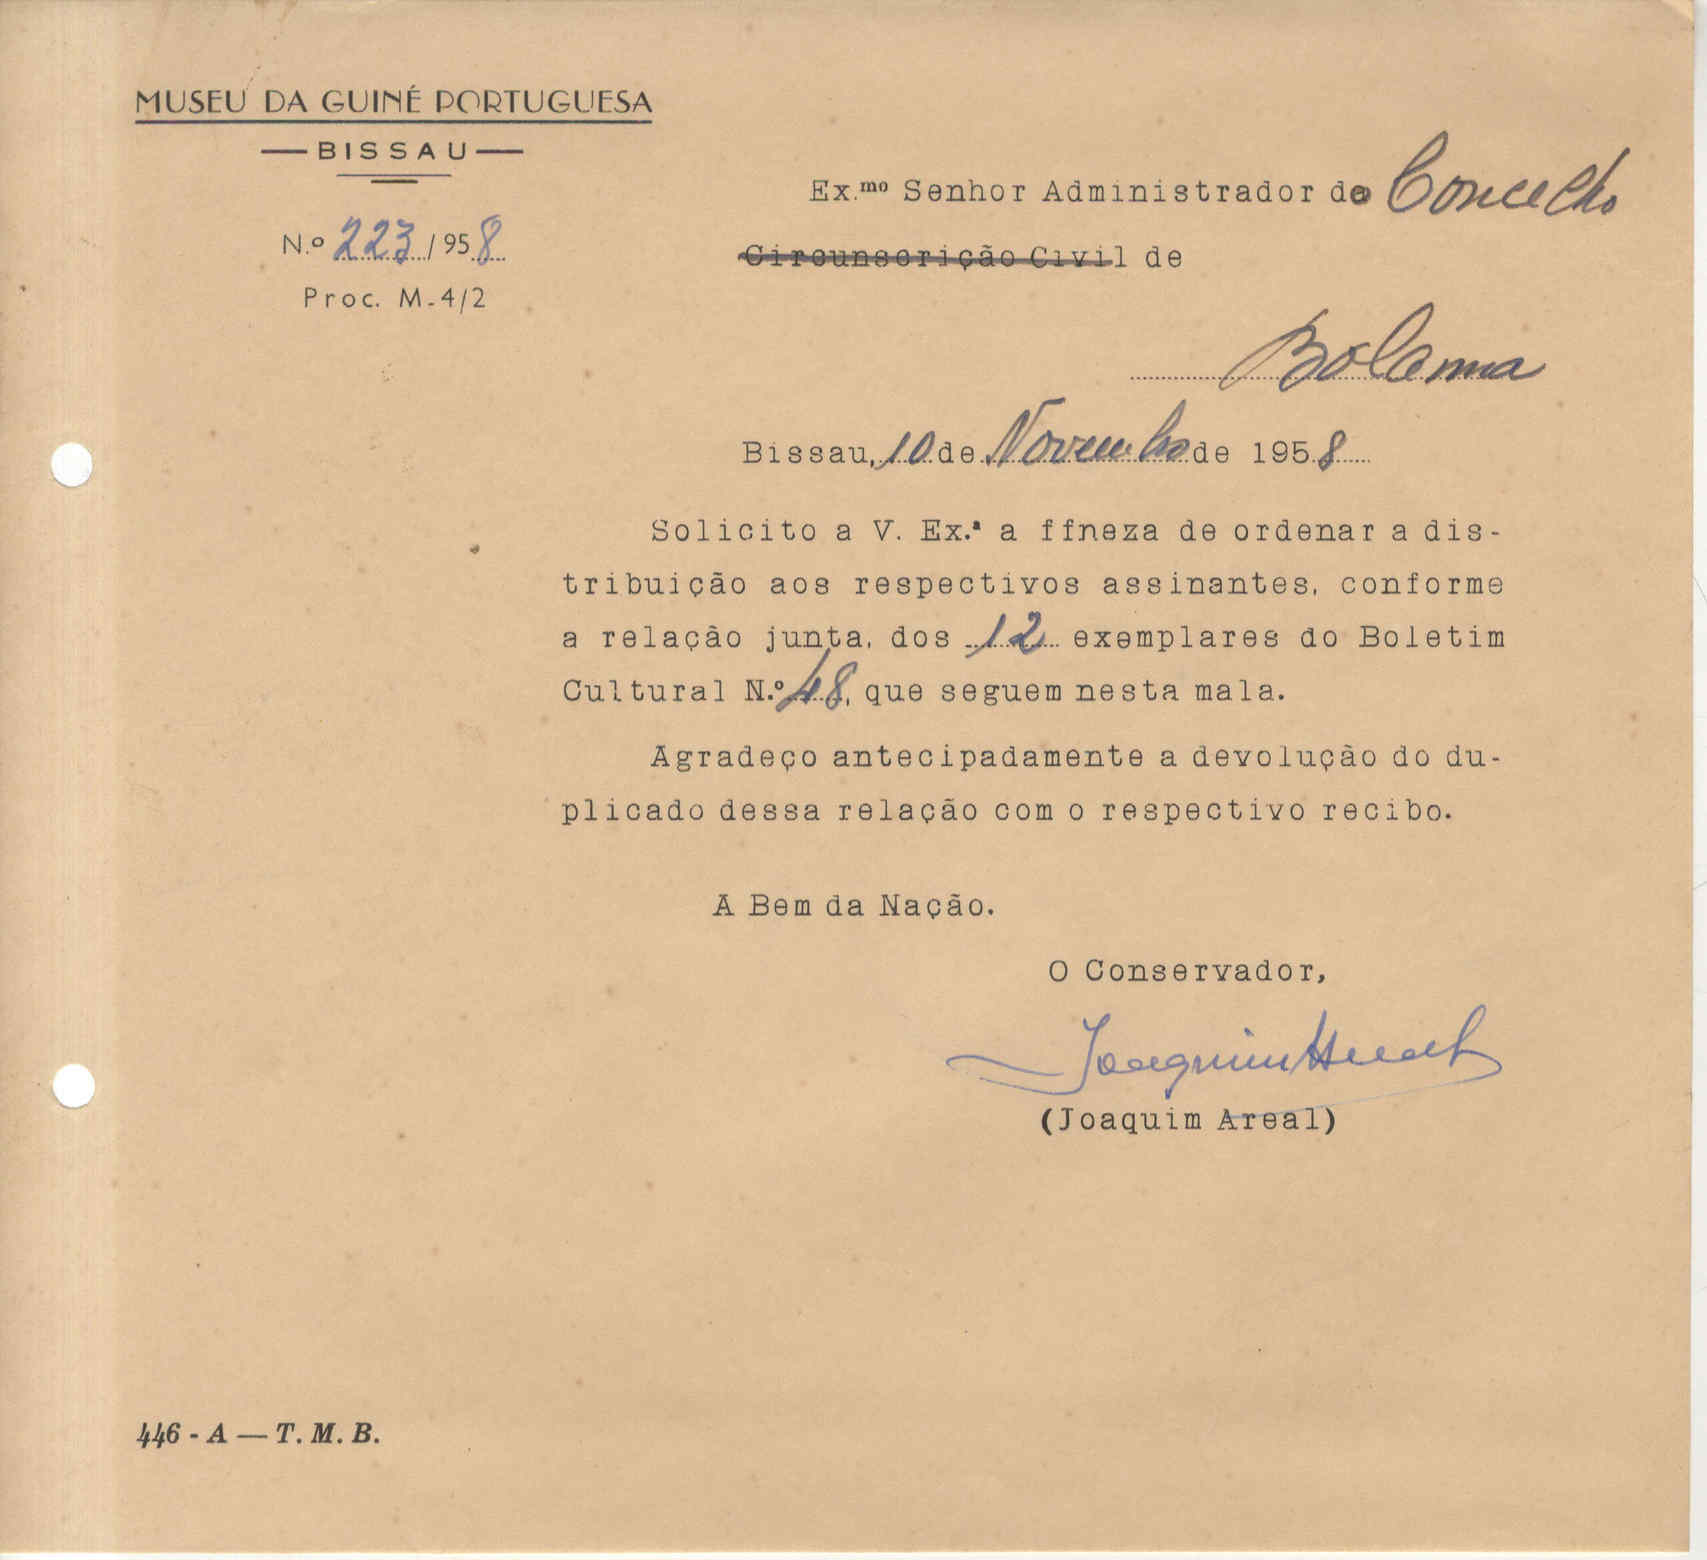 MUSEU DA GUINÉ PORTUGUESA
— BISSAU —
N.º 223/958
Proc. M-4/2
Ex.mo Senhor Administrador do Concelho
Circunscrição Civil de
Bolama
Bissau, 10 de Novembro de 1958
Solicito a V. Ex.ª a ffneza de ordenar a dis-
tribuição aos respectivos assinantes, conforme
a relação junta, dos 12 exemplares do Boletim
Cultural N.º 48, que seguem nesta mala.
Agradeço antecipadamente a devolução do du-
plicado dessa relação com o respectivo recibo.
A Bem da Nação.
O Conservador,
Joaquim Areal
(Joaquim Areal)
446 - A — T. M. B.